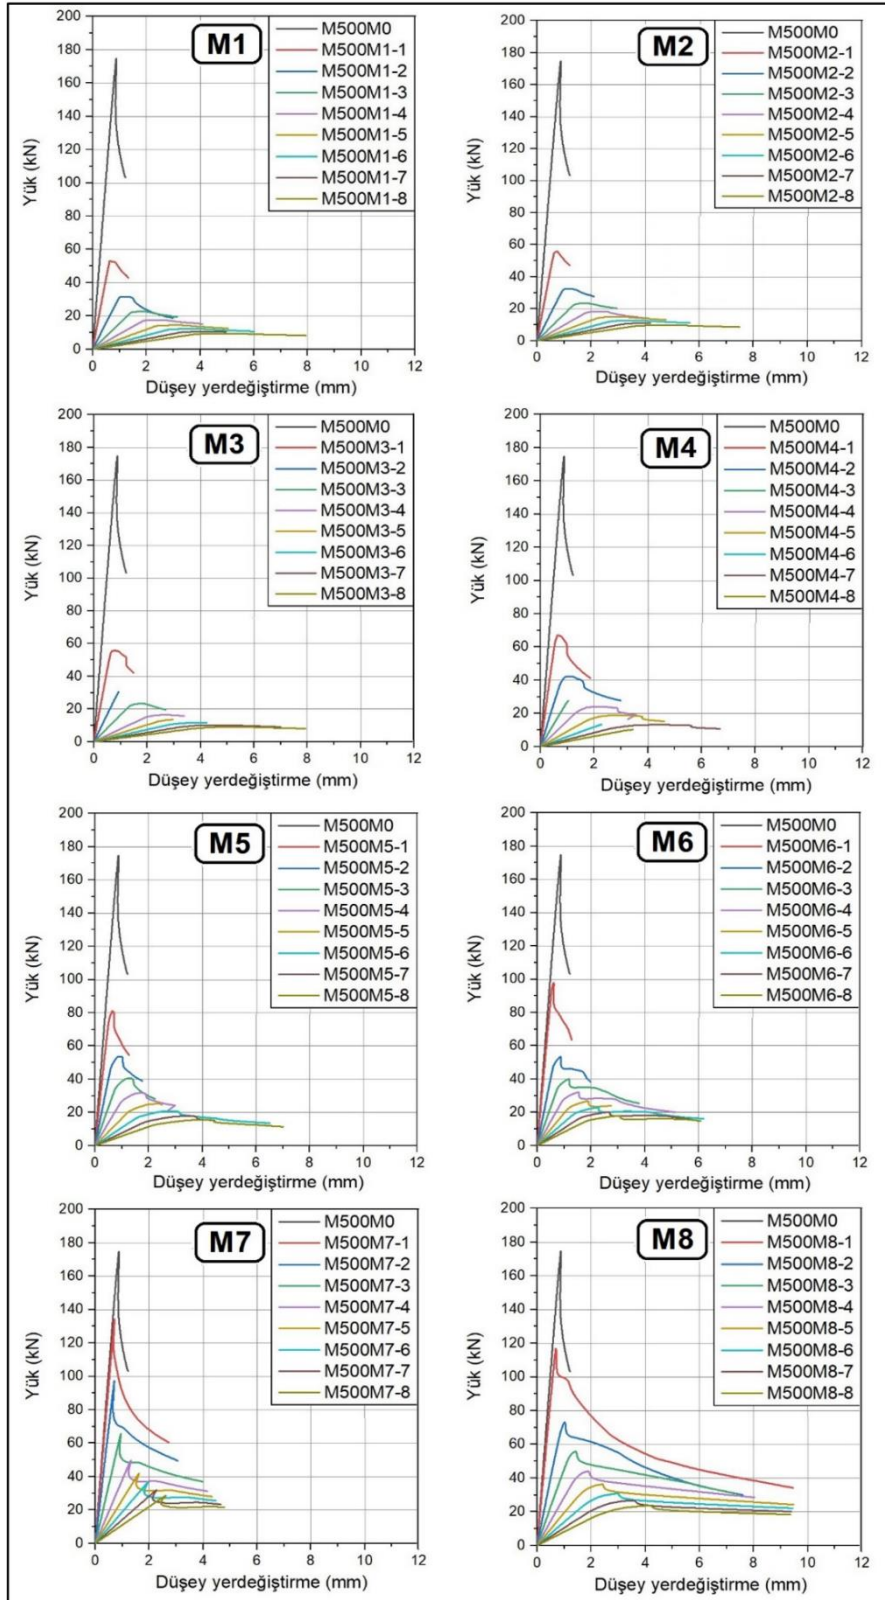 M1
M500M0
M500M1-1
M500M1-2
M500M1-3
M500M1-4
M500M1-5
M500M1-6
M500M1-7
M500M1-8
Yük (kN)
200
180
160
140
120
100
80
60
40
20
0
0 2 4 6 8 10 12
Düşey yerdeğiştirme (mm)
M2
M500M0
M500M2-1
M500M2-2
M500M2-3
M500M2-4
M500M2-5
M500M2-6
M500M2-7
M500M2-8
Yük (kN)
200
180
160
140
120
100
80
60
40
20
0
0 2 4 6 8 10 12
Düşey yerdeğiştirme (mm)
M3
M500M0
M500M3-1
M500M3-2
M500M3-3
M500M3-4
M500M3-5
M500M3-6
M500M3-7
M500M3-8
Yük (kN)
200
180
160
140
120
100
80
60
40
20
0
0 2 4 6 8 10 12
Düşey yerdeğiştirme (mm)
M4
M500M0
M500M4-1
M500M4-2
M500M4-3
M500M4-4
M500M4-5
M500M4-6
M500M4-7
M500M4-8
Yük (kN)
200
180
160
140
120
100
80
60
40
20
0
0 2 4 6 8 10 12
Düşey yerdeğiştirme (mm)
M5
M500M0
M500M5-1
M500M5-2
M500M5-3
M500M5-4
M500M5-5
M500M5-6
M500M5-7
M500M5-8
Yük (kN)
200
180
160
140
120
100
80
60
40
20
0
0 2 4 6 8 10 12
Düşey yerdeğiştirme (mm)
M6
M500M0
M500M6-1
M500M6-2
M500M6-3
M500M6-4
M500M6-5
M500M6-6
M500M6-7
M500M6-8
Yük (kN)
200
180
160
140
120
100
80
60
40
20
0
0 2 4 6 8 10 12
Düşey yerdeğiştirme (mm)
M7
M500M0
M500M7-1
M500M7-2
M500M7-3
M500M7-4
M500M7-5
M500M7-6
M500M7-7
M500M7-8
Yük (kN)
200
180
160
140
120
100
80
60
40
20
0
0 2 4 6 8 10 12
Düşey yerdeğiştirme (mm)
M8
M500M0
M500M8-1
M500M8-2
M500M8-3
M500M8-4
M500M8-5
M500M8-6
M500M8-7
M500M8-8
Yük (kN)
200
180
160
140
120
100
80
60
40
20
0
0 2 4 6 8 10 12
Düşey yerdeğiştirme (mm)